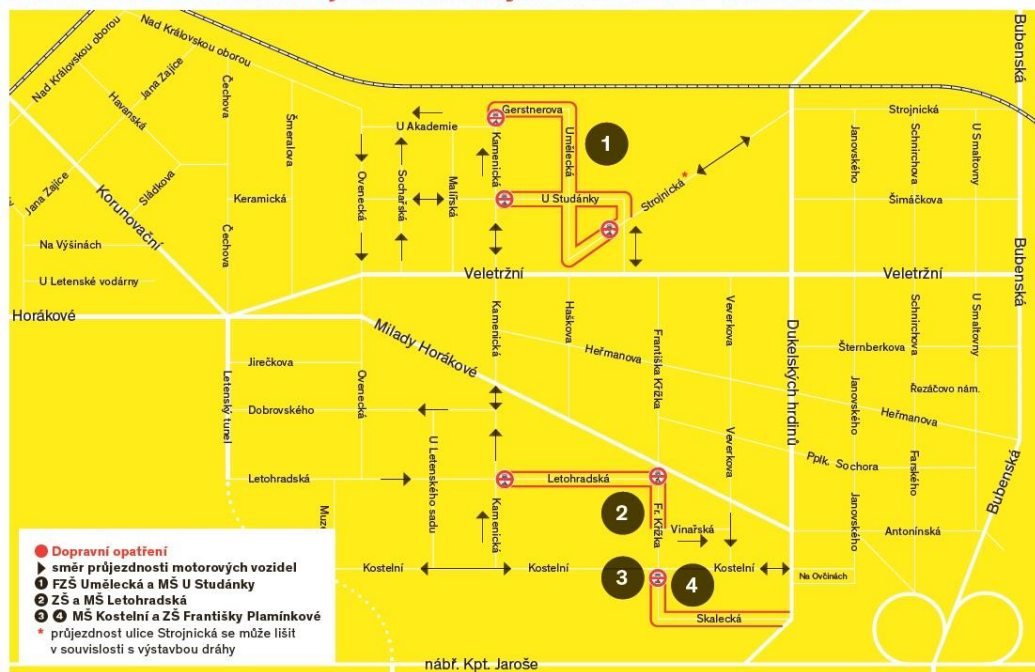 Nad Královskou oborou
Nad Královskou oborou
Havanská
Jana Zajíce
Jana Zajíce
Sládkova
Čechova
Čechova
Šmeralova
Keramická
Korunovační
Na Výšinách
U Letenské vodárny
Horákové
U Akademie
Ovenecká
Sochařská
Malířská
Kamenická
Gerstnerova
Umělecká
1
U Studánky
Strojnická *
Strojnická
Bubenská
Janovského
Schnirchova
U Smaltovny
Šimáčkova
Bubenská
Veletržní
Veletržní
Milady Horákové
Kamenická
Haškova
Heřmanova
Františka Křížka
Veverkova
Dukelských hrdinů
Schnirchova
U Smaltovny
Šternberkova
Janovského
Řezáčovo nám.
Heřmanova
Jirečkova
Ovenecká
Letenský tunel
Dobrovského
U Letenského sadu
Letohradská
Letohradská
2
Fr. Křížka
Veverkova
Pplk. Sochora
Farského
Janovského
Bubenská
Kamenická
Vinařská
Antonínská
Muze
Kostelní
Kostelní
Kostelní
3
4
Na Ovčinách
Skalecká
nábř. Kpt. Jaroše
Dopravní opatření
směr průjezdnosti motorových vozidel
1 FZŠ Umělecká a MŠ U Studánky
2 ZŠ a MŠ Letohradská
3 4 MŠ Kostelní a ZŠ Františky Plamínkové
* průjezdnost ulice Strojnická se může lišit
v souvislosti s výstavbou dráhy